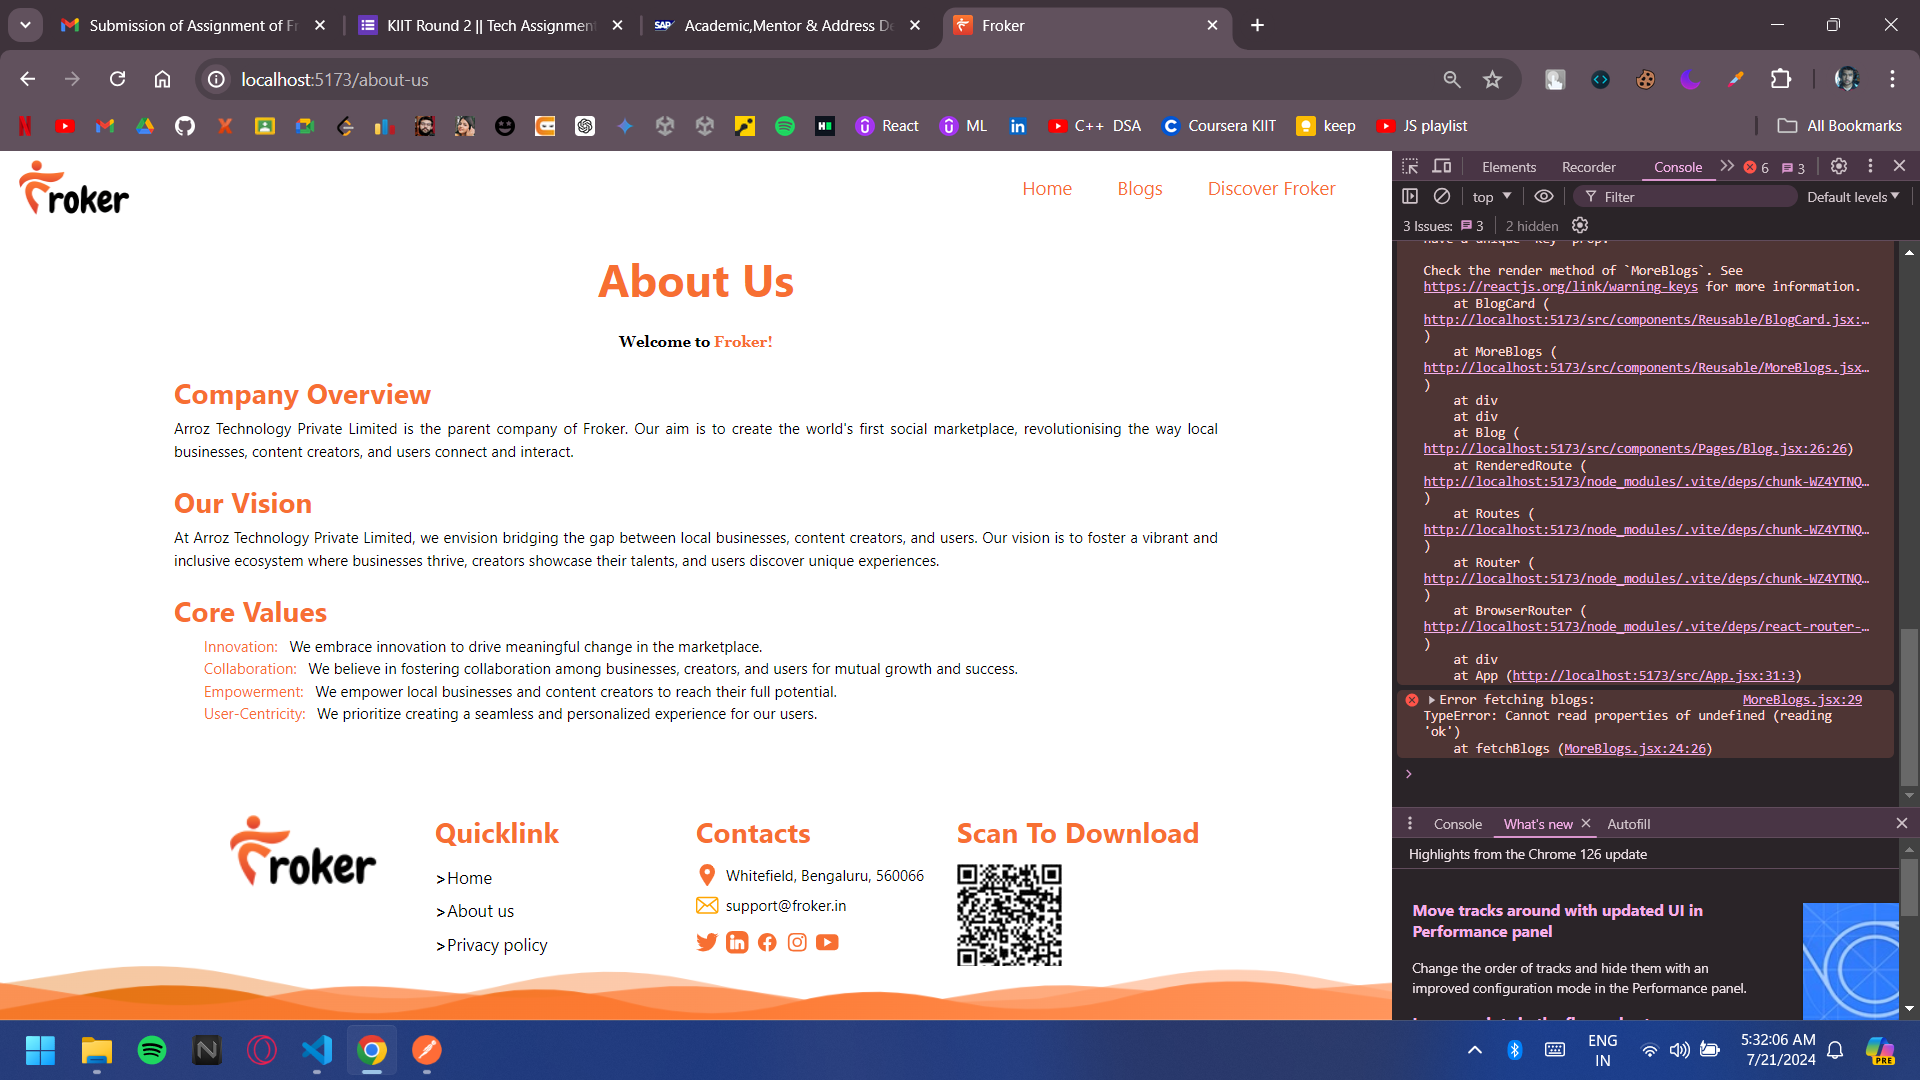 Submission of Assignment of Fr
KIIT Round 2 || Tech Assignment
SAP
Academic,Mentor & Address De
Froker
localhost:5173/about-us
React
ML
C++ DSA
Coursera KIIT
keep
JS playlist
All Bookmarks
Froker
Home
Blogs
Discover Froker
About Us
Welcome to Froker!
Company Overview
Arroz Technology Private Limited is the parent company of Froker. Our aim is to create the world's first social marketplace, revolutionising the way local
businesses, content creators, and users connect and interact.
Our Vision
At Arroz Technology Private Limited, we envision bridging the gap between local businesses, content creators, and users. Our vision is to foster a vibrant and
inclusive ecosystem where businesses thrive, creators showcase their talents, and users discover unique experiences.
Core Values
Innovation: We embrace innovation to drive meaningful change in the marketplace.
Collaboration: We believe in fostering collaboration among businesses, creators, and users for mutual growth and success.
Empowerment: We empower local businesses and content creators to reach their full potential.
User-Centricity: We prioritize creating a seamless and personalized experience for our users.
Froker
Quicklink
>Home
>About us
>Privacy policy
Contacts
Whitefield, Bengaluru, 560066
support@froker.in
Scan To Download
Elements
Recorder
Console
6
3
top
Filter
Default levels
3 Issues: 3
2 hidden
have a unique "key" prop.
Check the render method of `MoreBlogs`. See
https://reactjs.org/link/warning-keys for more information.
at BlogCard (
http://localhost:5173/src/components/Reusable/BlogCard.jsx:…
)
at MoreBlogs (
http://localhost:5173/src/components/Reusable/MoreBlogs.jsx…
)
at div
at div
at Blog (
http://localhost:5173/src/components/Pages/Blog.jsx:26:26)
at RenderedRoute (
http://localhost:5173/node_modules/.vite/deps/chunk-WZ4YTNQ…
)
at Routes (
http://localhost:5173/node_modules/.vite/deps/chunk-WZ4YTNQ…
)
at Router (
http://localhost:5173/node_modules/.vite/deps/chunk-WZ4YTNQ…
)
at BrowserRouter (
http://localhost:5173/node_modules/.vite/deps/react-router-…
)
at div
at App (http://localhost:5173/src/App.jsx:31:3)
Error fetching blogs: MoreBlogs.jsx:29
TypeError: Cannot read properties of undefined (reading
'ok')
at fetchBlogs (MoreBlogs.jsx:24:26)
Console
What's new
Autofill
Highlights from the Chrome 126 update
Move tracks around with updated UI in
Performance panel
Change the order of tracks and hide them with an
improved configuration mode in the Performance panel.
ENG
IN
5:32:06 AM
7/21/2024
PRE